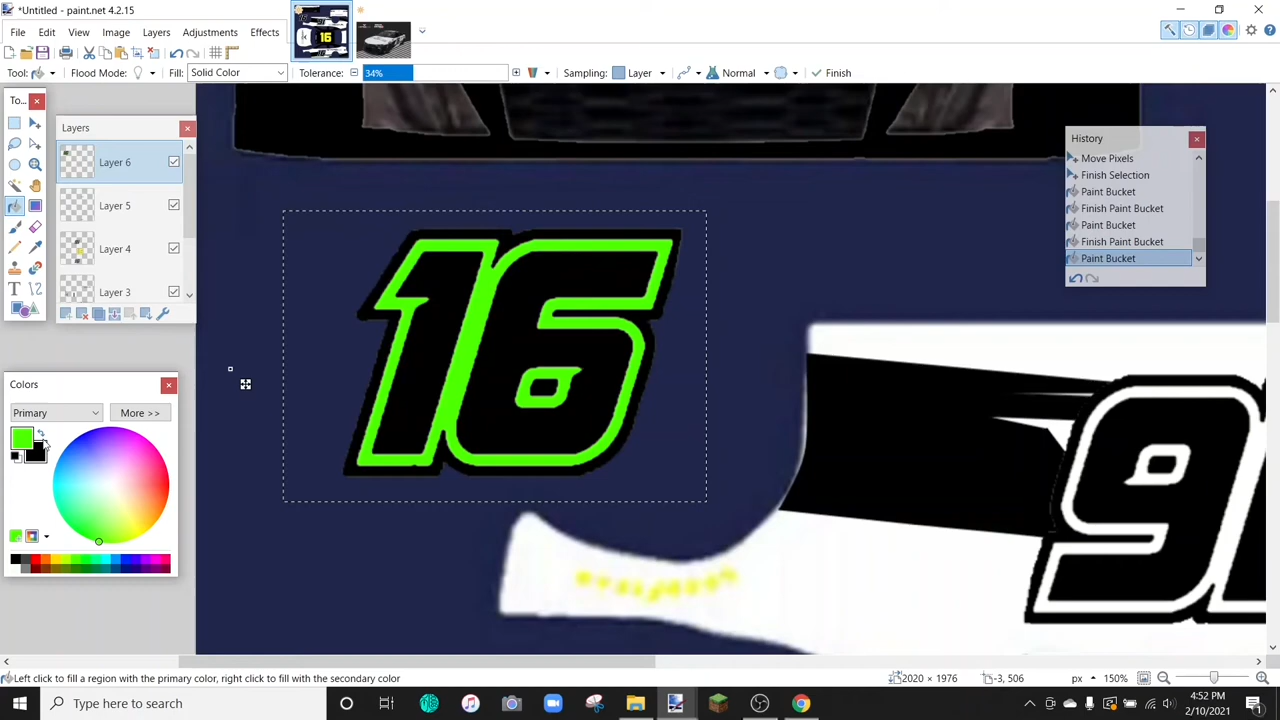 *Untitled - paint.net 4.2.15
File Edit View Image Layers Adjustments Effects
Tool: Flood Mode: Fill: Solid Color Tolerance: 34% Sampling: Layer Normal Finish
To...
Layers
Layer 6
Layer 5
Layer 4
Layer 3
History
Move Pixels
Finish Selection
Paint Bucket
Finish Paint Bucket
Paint Bucket
Finish Paint Bucket
Paint Bucket
16
9
Colors
Primary
More >>
Left click to fill a region with the primary color, right click to fill with the secondary color
2020 × 1976
-3, 506
px
150%
Type here to search
4:52 PM
2/10/2021